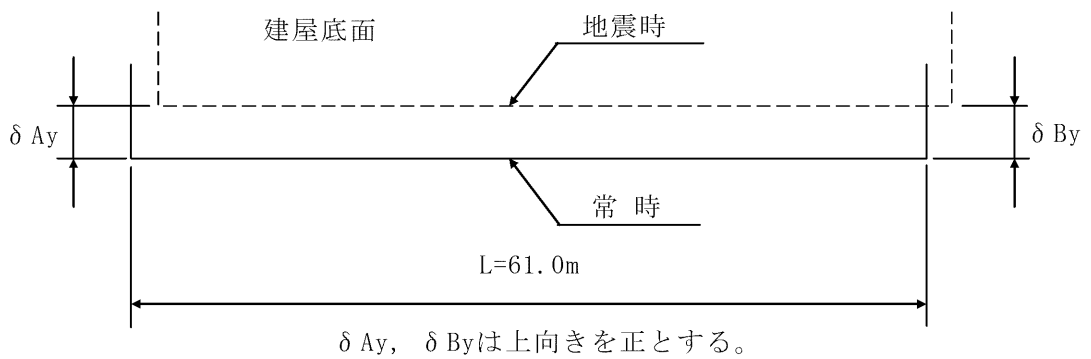 建屋底面
地震時
δAy
δBy
常 時
L=61.0m
δAy, δByは上向きを正とする。